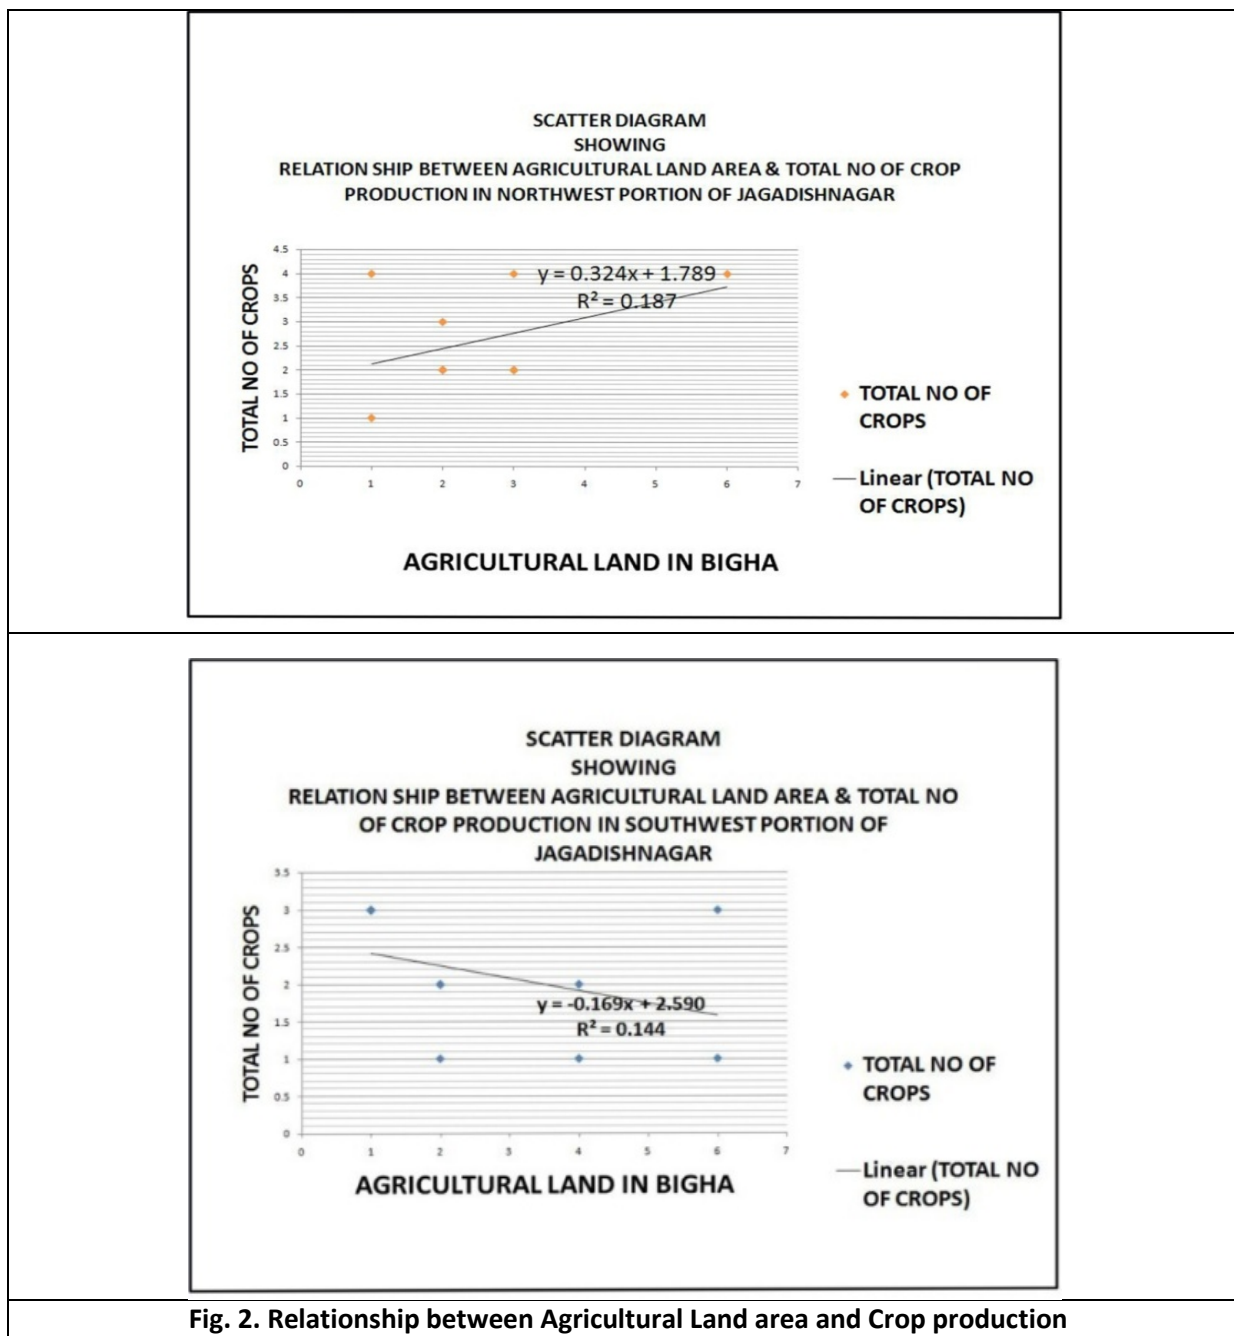 SCATTER DIAGRAM
SHOWING
RELATION SHIP BETWEEN AGRICULTURAL LAND AREA & TOTAL NO OF CROP
PRODUCTION IN NORTHWEST PORTION OF JAGADISHNAGAR
TOTAL NO OF CROPS
4.5
4
3.5
3
2.5
2
1.5
1
0.5
0
y = 0.324x + 1.789
R² = 0.187
0 1 2 3 4 5 6 7
AGRICULTURAL LAND IN BIGHA
TOTAL NO OF
CROPS
Linear (TOTAL NO
OF CROPS)
SCATTER DIAGRAM
SHOWING
RELATION SHIP BETWEEN AGRICULTURAL LAND AREA & TOTAL NO
OF CROP PRODUCTION IN SOUTHWEST PORTION OF
JAGADISHNAGAR
TOTAL NO OF CROPS
3.5
3
2.5
2
1.5
1
0.5
0
y = -0.169x + 2.590
R² = 0.144
0 1 2 3 4 5 6 7
AGRICULTURAL LAND IN BIGHA
TOTAL NO OF
CROPS
Linear (TOTAL NO
OF CROPS)
Fig. 2. Relationship between Agricultural Land area and Crop production